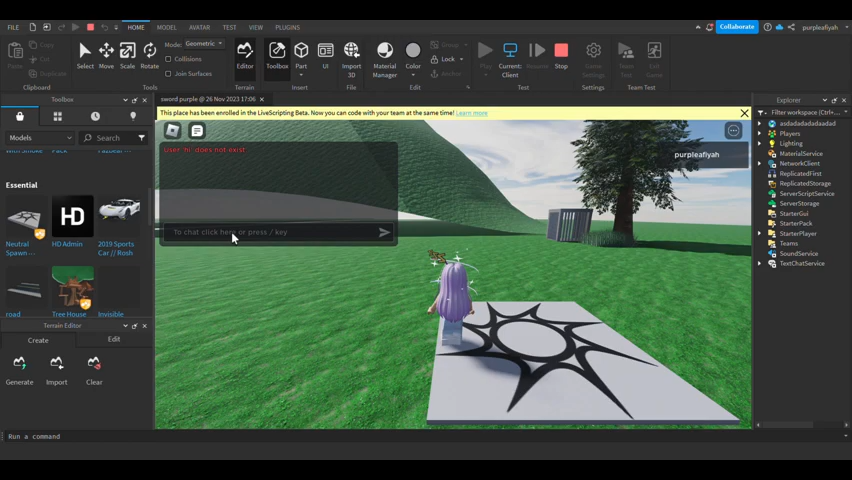 FILE
HOME
MODEL
AVATAR
TEST
VIEW
PLUGINS
Collaborate
purpleafiyah
Paste
Copy
Cut
Duplicate
Select
Move
Scale
Rotate
Mode:
Geometric
Collisions
Join Surfaces
Editor
Toolbox
Part
UI
Import
3D
Material
Manager
Color
Group
Lock
Anchor
Play
Current:
Client
Resume
Stop
Game
Settings
Team
Test
Exit
Game
Clipboard
Tools
Terrain
Insert
File
Edit
Test
Settings
Team Test
Toolbox
sword purple @ 26 Nov 2023 17:06
Explorer
This place has been enrolled in the LiveScripting Beta. Now you can code with your team at the same time! Learn more
Models
Search
with Smoke
Pack
Fazbear
Essential
Neutral
Spawn
HD Admin
HD
2019 Sports
Car // Rosh
road
Tree House
Invisible
Terrain Editor
Create
Edit
Generate
Import
Clear
To chat click here or press / key
purpleafiyah
Filter workspace (Ctrl+S
asdadadadadaadad
Players
Lighting
MaterialService
NetworkClient
ReplicatedFirst
ReplicatedStorage
ServerScriptService
ServerStorage
StarterGui
StarterPack
StarterPlayer
Teams
SoundService
TextChatService
Run a command